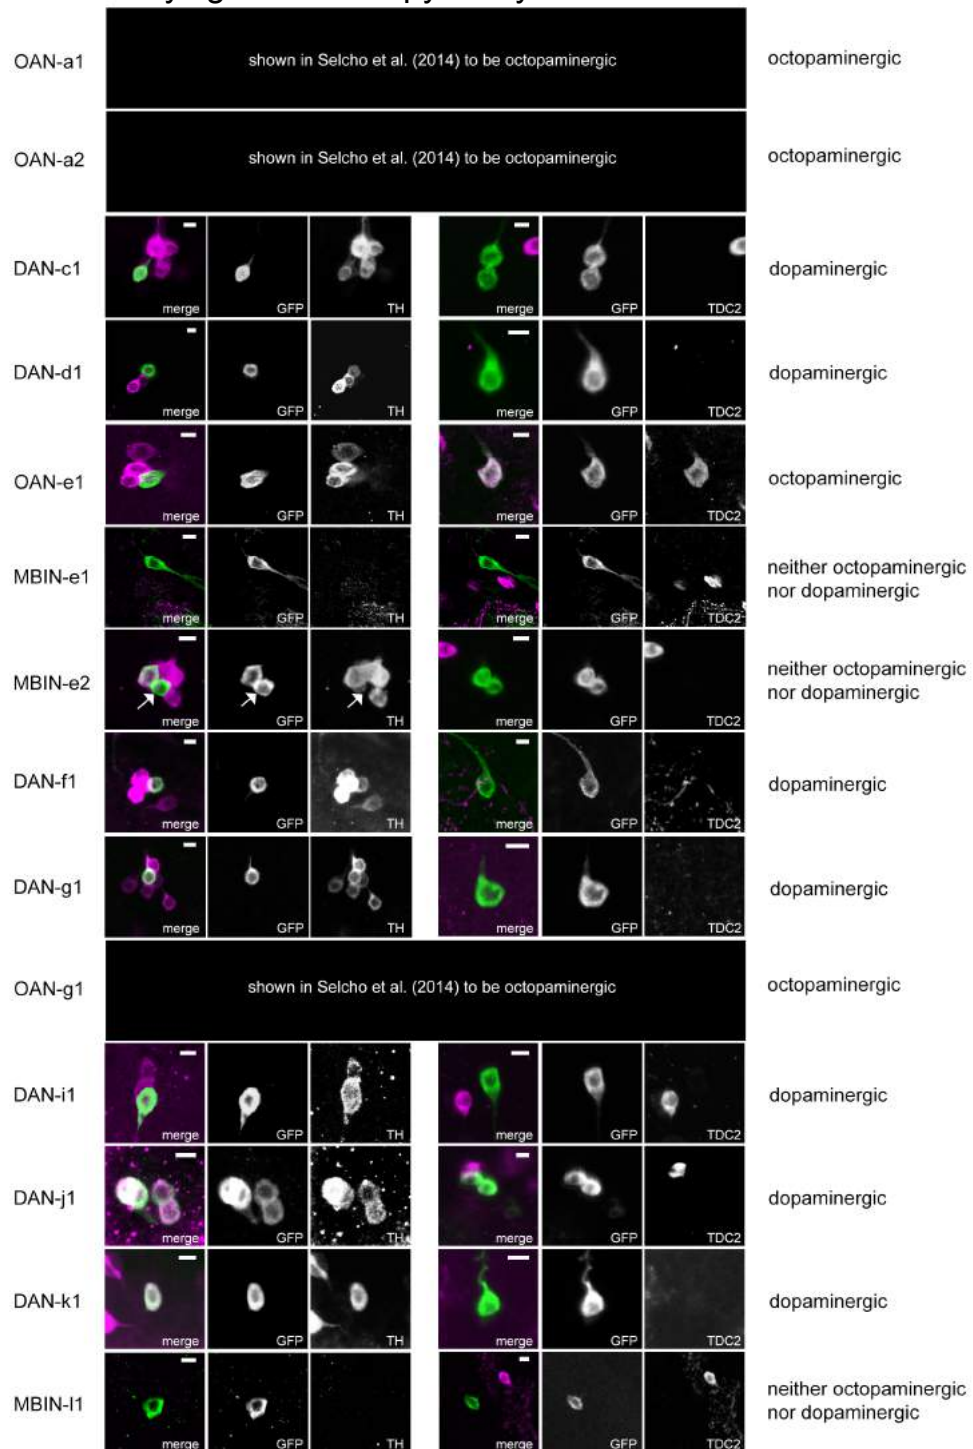 OAN-a1 shown in Selcho et al. (2014) to be octopaminergic octopaminergic
OAN-a2 shown in Selcho et al. (2014) to be octopaminergic octopaminergic
DAN-c1 merge GFP TH merge GFP TDC2 dopaminergic
DAN-d1 merge GFP TH merge GFP TDC2 dopaminergic
OAN-e1 merge GFP TH merge GFP TDC2 octopaminergic
MBIN-e1 merge GFP TH merge GFP TDC2 neither octopaminergic
nor dopaminergic
MBIN-e2 merge GFP TH merge GFP TDC2 neither octopaminergic
nor dopaminergic
DAN-f1 merge GFP TH merge GFP TDC2 dopaminergic
DAN-g1 merge GFP TH merge GFP TDC2 dopaminergic
OAN-g1 shown in Selcho et al. (2014) to be octopaminergic octopaminergic
DAN-i1 merge GFP TH merge GFP TDC2 dopaminergic
DAN-j1 merge GFP TH merge GFP TDC2 dopaminergic
DAN-k1 merge GFP TH merge GFP TDC2 dopaminergic
MBIN-l1 merge GFP TH merge GFP TDC2 neither octopaminergic
nor dopaminergic